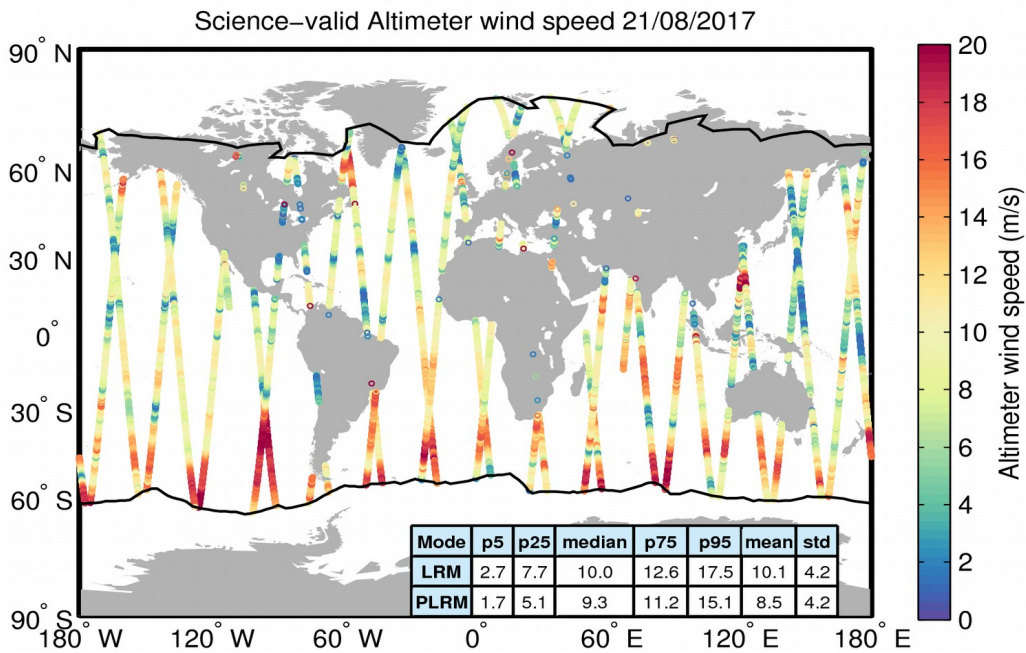 Science−valid Altimeter wind speed 21/08/2017
90° N
60° N
30° N
0°
30° S
60° S
90° S
180° W
120° W
60° W
0°
60° E
120° E
180° E
Mode p5 p25 median p75 p95 mean std
LRM 2.7 7.7 10.0 12.6 17.5 10.1 4.2
PLRM 1.7 5.1 9.3 11.2 15.1 8.5 4.2
20
18
16
14
12
10
8
6
4
2
0
Altimeter wind speed (m/s)